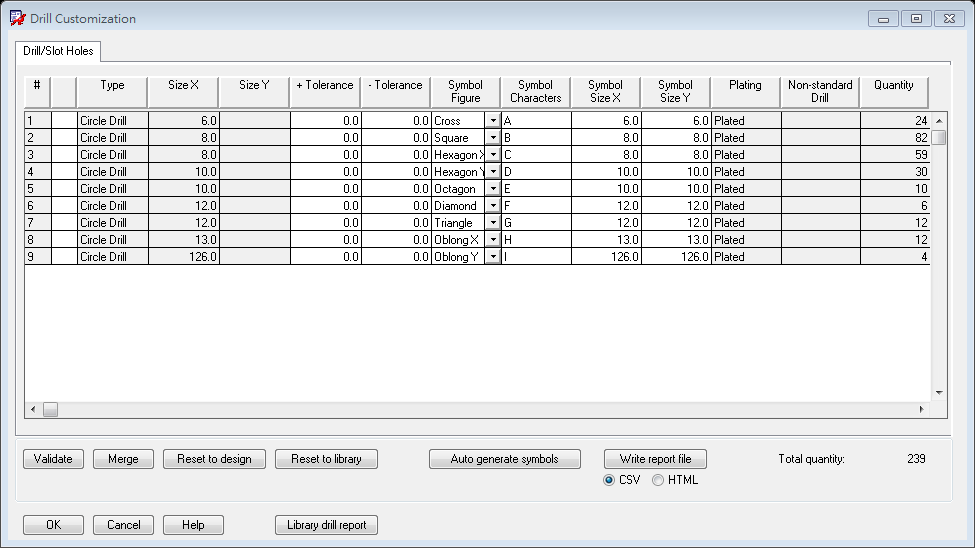 Drill Customization
Drill/Slot Holes
# Type Size X Size Y + Tolerance - Tolerance Symbol Figure Symbol Characters Symbol Size X Symbol Size Y Plating Non-standard Drill Quantity
1 Circle Drill 6.0 0.0 0.0 Cross A 6.0 6.0 Plated 24
2 Circle Drill 8.0 0.0 0.0 Square B 8.0 8.0 Plated 82
3 Circle Drill 8.0 0.0 0.0 Hexagon X C 8.0 8.0 Plated 59
4 Circle Drill 10.0 0.0 0.0 Hexagon Y D 10.0 10.0 Plated 30
5 Circle Drill 10.0 0.0 0.0 Octagon E 10.0 10.0 Plated 10
6 Circle Drill 12.0 0.0 0.0 Diamond F 12.0 12.0 Plated 6
7 Circle Drill 12.0 0.0 0.0 Triangle G 12.0 12.0 Plated 12
8 Circle Drill 13.0 0.0 0.0 Oblong X H 13.0 13.0 Plated 12
9 Circle Drill 126.0 0.0 0.0 Oblong Y I 126.0 126.0 Plated 4
Validate Merge Reset to design Reset to library Auto generate symbols Write report file Total quantity: 239
CSV HTML
OK Cancel Help Library drill report